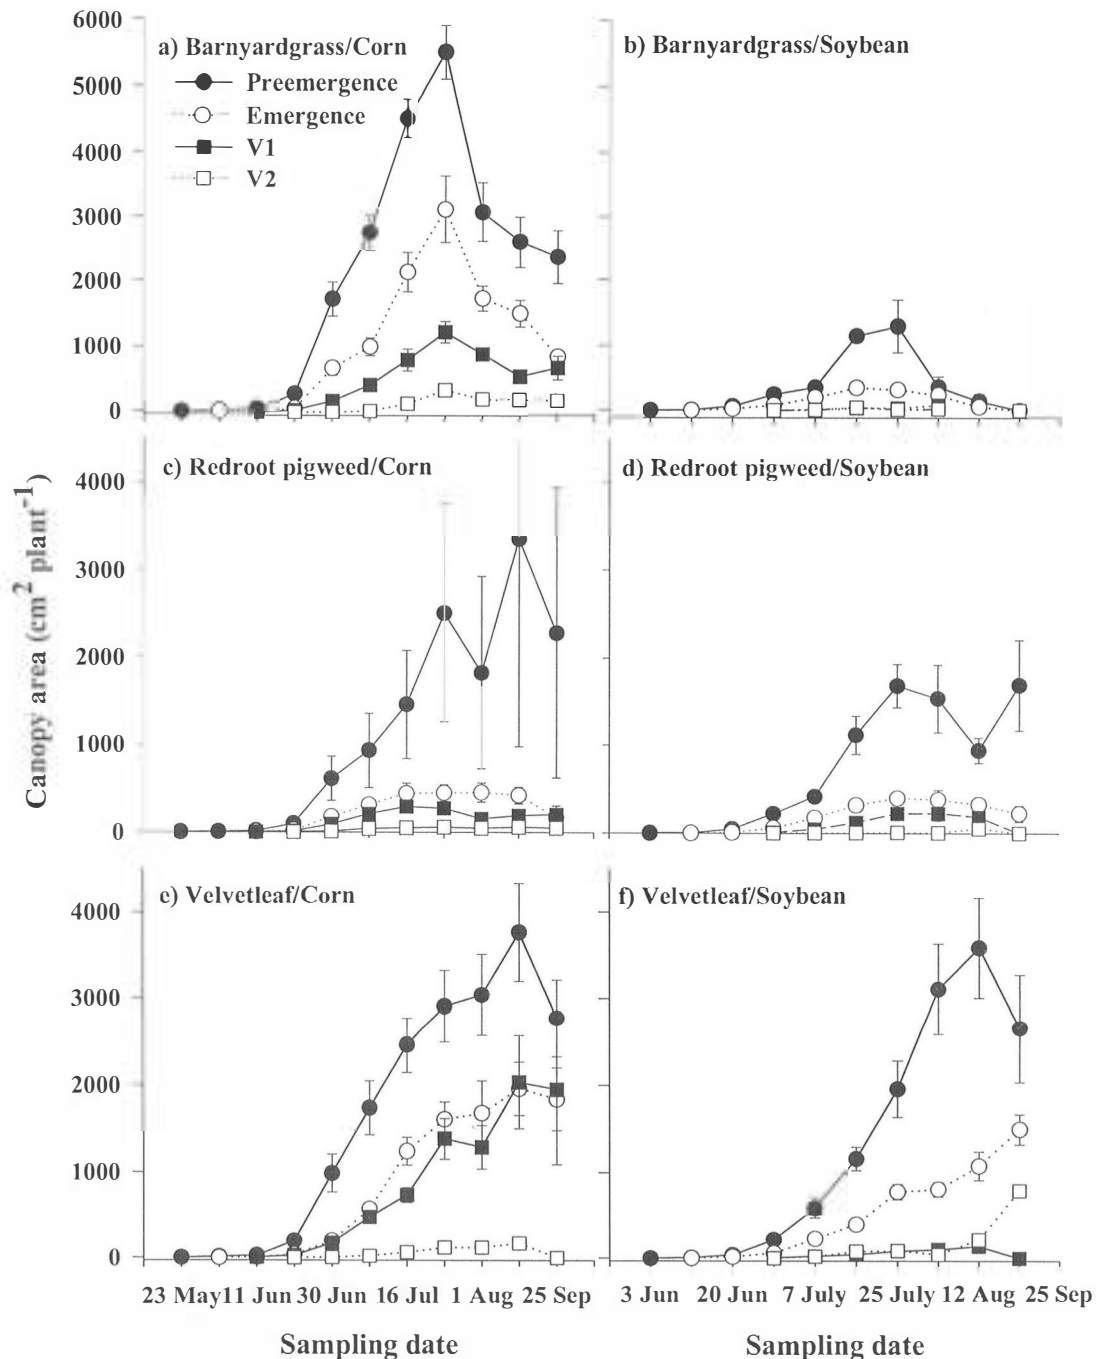 6000
5000
4000
3000
2000
1000
0
a) Barnyardgrass/Corn
Preemergence
Emergence
V1
V2
b) Barnyardgrass/Soybean
Canopy area (cm² plant⁻¹)
4000
3000
2000
1000
0
c) Redroot pigweed/Corn
d) Redroot pigweed/Soybean
4000
3000
2000
1000
0
e) Velvetleaf/Corn
f) Velvetleaf/Soybean
23 May 11 Jun 30 Jun 16 Jul 1 Aug 25 Sep
3 Jun 20 Jun 7 July 25 July 12 Aug 25 Sep
Sampling date
Sampling date